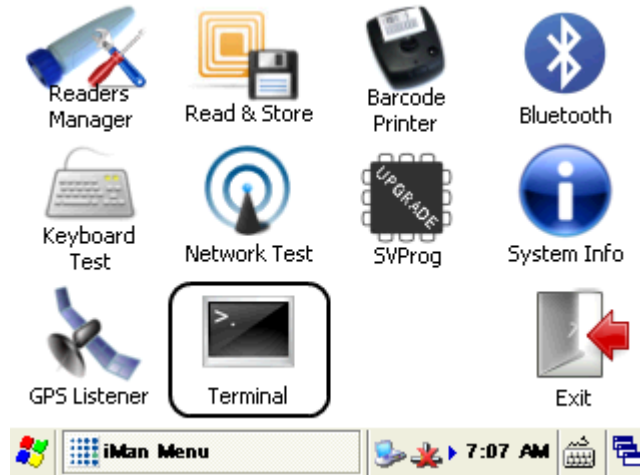 Readers
Manager
Read & Store
Barcode
Printer
Bluetooth
Keyboard
Test
Network Test
UPGRADE
SVProg
System Info
GPS Listener
>.
Terminal
Exit
iMan Menu
7:07 AM